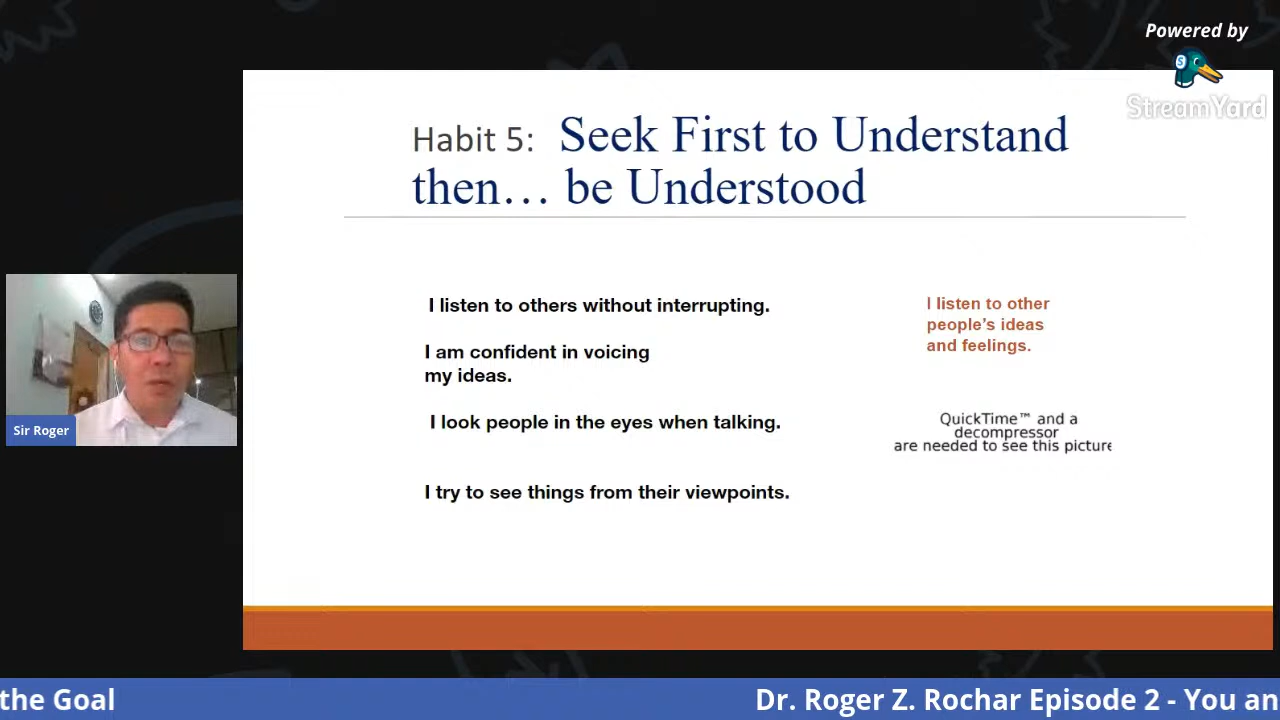 Powered by
StreamYard
Habit 5: Seek First to Understand
then… be Understood
I listen to others without interrupting.
I am confident in voicing
my ideas.
I look people in the eyes when talking.
I try to see things from their viewpoints.
I listen to other
people's ideas
and feelings.
QuickTime™ and a
decompressor
are needed to see this picture
Sir Roger
the Goal
Dr. Roger Z. Rochar Episode 2 - You an